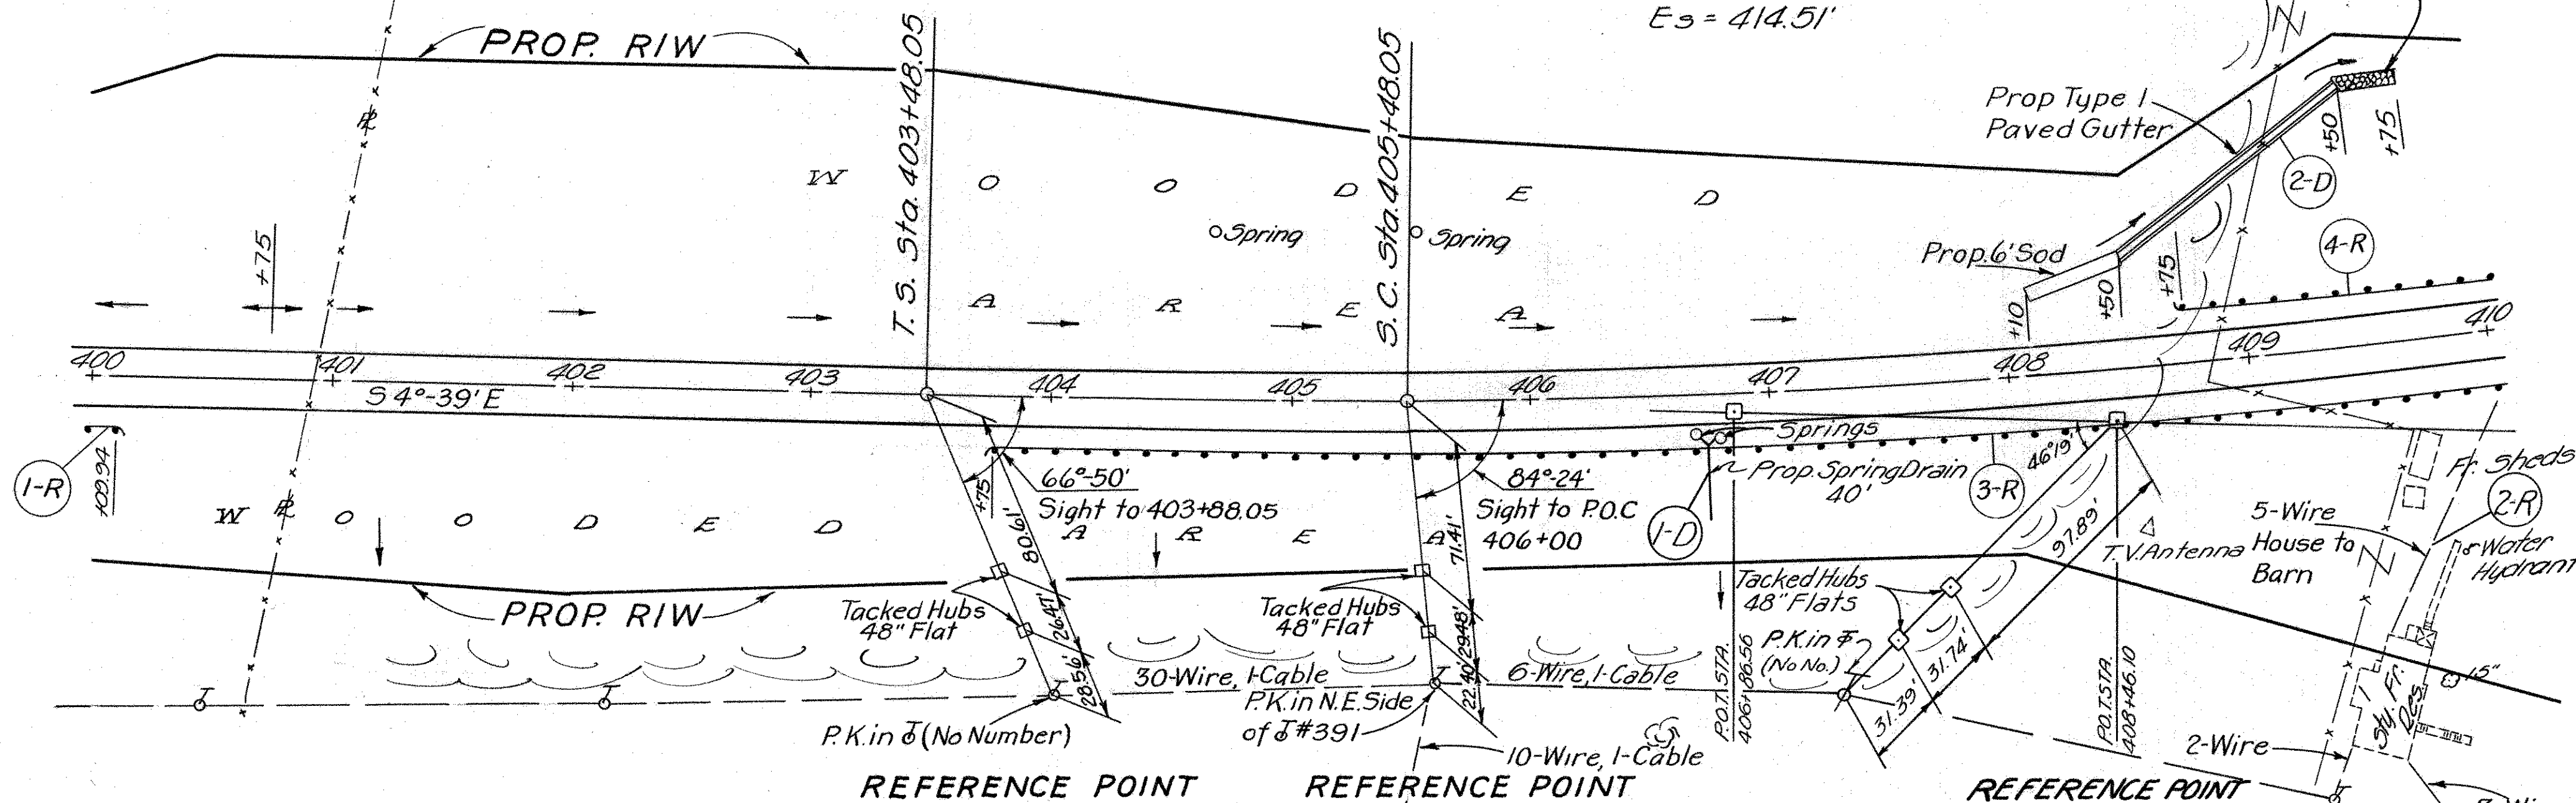 Es = 414.51'
PROP. R/W
T. S. Sta. 403+48.05
S. C. Sta. 405+48.05
Prop Type 1
Paved Gutter
+50
+75
2-D
W O O D E D
Spring
Spring
A R E A
Prop. 6' Sod
+10
+50
+75
4-R
+75
400
401
402
403
404
405
406
407
408
409
410
S 4°-39' E
1-R
+09.94
+75
66°-50'
Sight to 403+88.05
80.61'
26.47'
28.56'
84°-24'
Sight to P.O.C
406+00
71.41'
29.48'
22.40'
Springs
Prop. Spring Drain
40'
1-D
3-R
46°19'
97.89'
31.74'
31.39'
T.V. Antenna
5-Wire
House to
Barn
Fr. Sheds
2-R
Water
Hydrant
W O O D E D
A R E A
PROP. R/W
Tacked Hubs
48" Flat
Tacked Hubs
48" Flat
Tacked Hubs
48" Flats
P.K. in
(No No.)
30-Wire, 1-Cable
6-Wire, 1-Cable
P.K. in N.E. Side
of #391
P.K. in (No Number)
10-Wire, 1-Cable
P.O.T. STA.
406+86.56
P.O.T. STA.
408+46.10
2-Wire
1 Sty. Fr.
Res.
15"
REFERENCE POINT
REFERENCE POINT
REFERENCE POINT